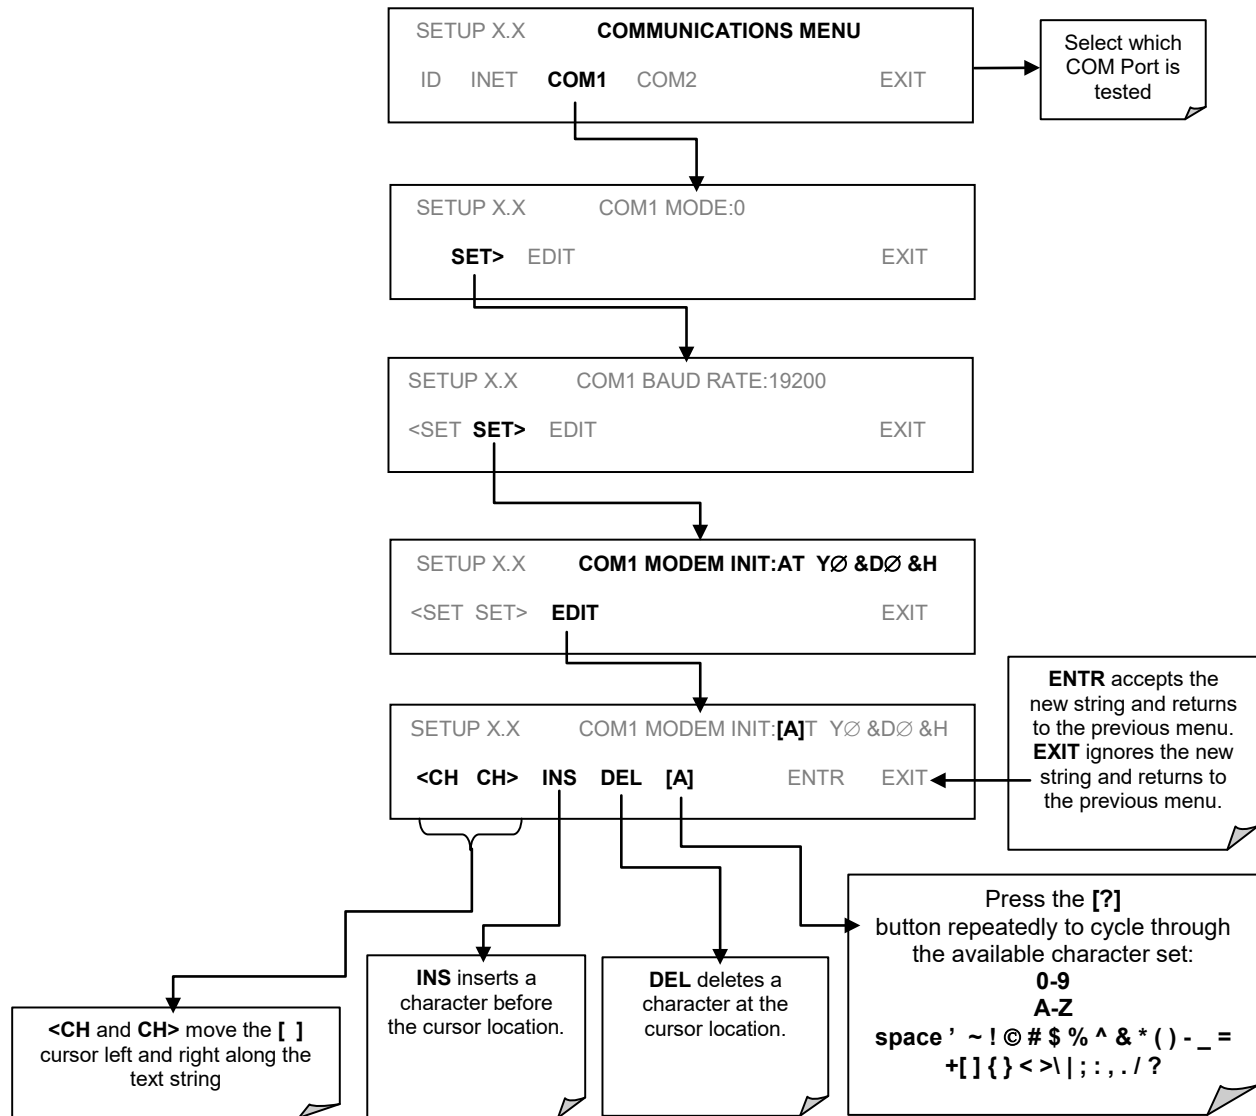 SETUP X.X COMMUNICATIONS MENU
ID INET COM1 COM2 EXIT
Select which
COM Port is
tested
SETUP X.X COM1 MODE:0
SET> EDIT EXIT
SETUP X.X COM1 BAUD RATE:19200
<SET SET> EDIT EXIT
SETUP X.X COM1 MODEM INIT:AT Y∅ &D∅ &H
<SET SET> EDIT EXIT
SETUP X.X COM1 MODEM INIT:[A]T Y∅ &D∅ &H
<CH CH> INS DEL [A] ENTR EXIT
ENTR accepts the
new string and returns
to the previous menu.
EXIT ignores the new
string and returns to
the previous menu.
<CH and CH> move the [ ]
cursor left and right along the
text string
INS inserts a
character before
the cursor location.
DEL deletes a
character at the
cursor location.
Press the [?]
button repeatedly to cycle through
the available character set:
0-9
A-Z
space ’ ~ ! © # $ % ^ & * ( ) - _ =
+[ ] { } < >\ | ; : , . / ?